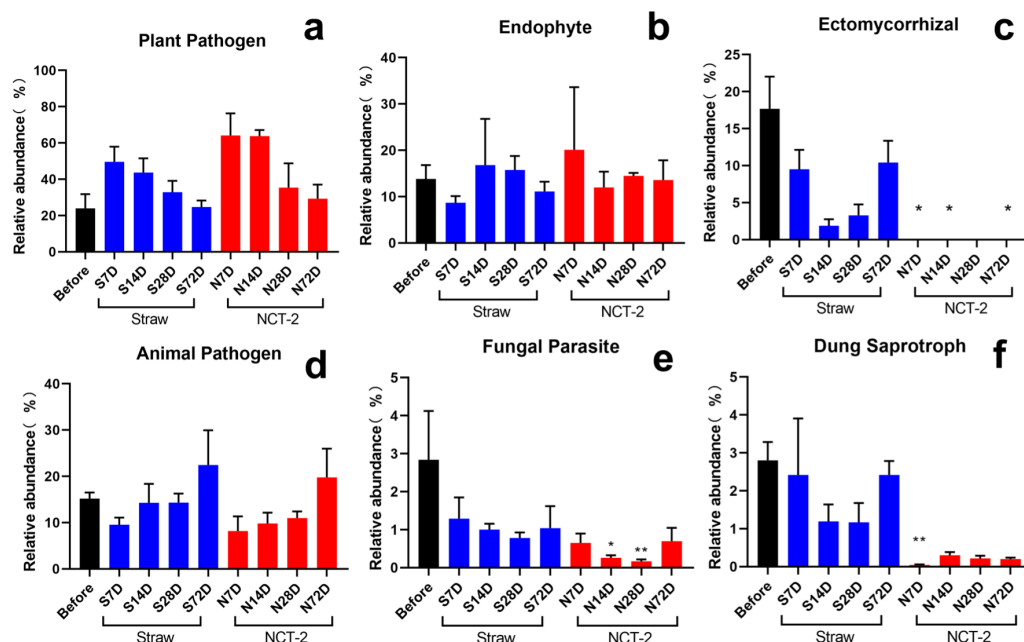 a
Plant Pathogen
Relative abundance( %)
100
80
60
40
20
0
Before
S7D
S14D
S28D
S72D
N7D
N14D
N28D
N72D
Straw
NCT-2
b
Endophyte
Relative abundance( %)
40
30
20
10
0
Before
S7D
S14D
S28D
S72D
N7D
N14D
N28D
N72D
Straw
NCT-2
c
Ectomycorrhizal
Relative abundance( %)
25
20
15
10
5
0
* * *
Before
S7D
S14D
S28D
S72D
N7D
N14D
N28D
N72D
Straw
NCT-2
d
Animal Pathogen
Relative abundance( %)
40
30
20
10
0
Before
S7D
S14D
S28D
S72D
N7D
N14D
N28D
N72D
Straw
NCT-2
e
Fungal Parasite
Relative abundance( %)
5
4
3
2
1
0
* **
Before
S7D
S14D
S28D
S72D
N7D
N14D
N28D
N72D
Straw
NCT-2
f
Dung Saprotroph
Relative abundance( %)
5
4
3
2
1
0
**
Before
S7D
S14D
S28D
S72D
N7D
N14D
N28D
N72D
Straw
NCT-2